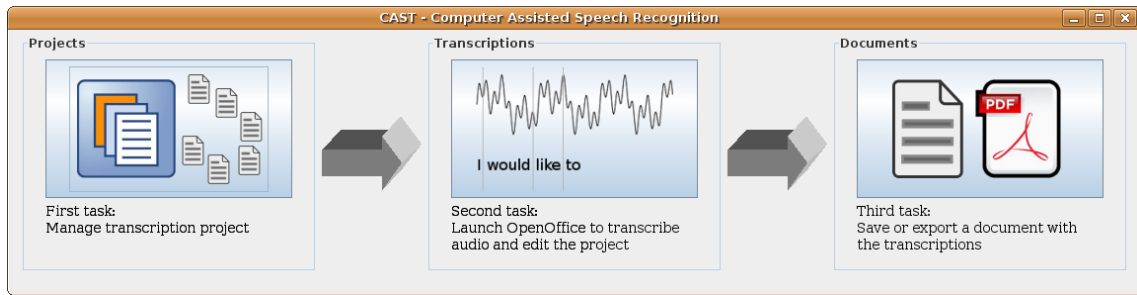 CAST - Computer Assisted Speech Recognition
Projects
First task:
Manage transcription project
Transcriptions
I would like to
Second task:
Launch OpenOffice to transcribe
audio and edit the project
Documents
PDF
Third task:
Save or export a document with
the transcriptions